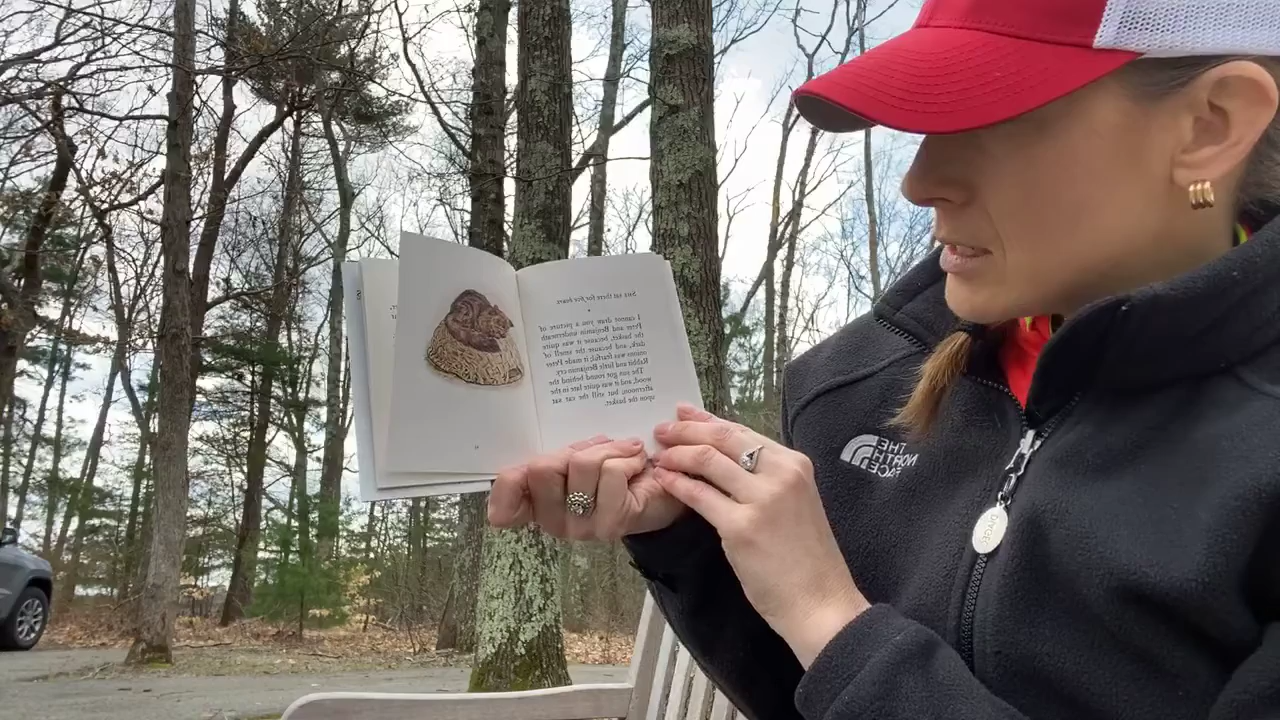 She sat there for five hours.
I cannot draw you a picture of
Peter and Benjamin underneath
the basket, because it was quite
dark, and because the smell of
onions was fearful; it made Peter
Rabbit and little Benjamin cry.
The sun got round behind the
wood, and it was quite late in the
afternoon; but still the cat sat
upon the basket.
THE
NORTH
FACE